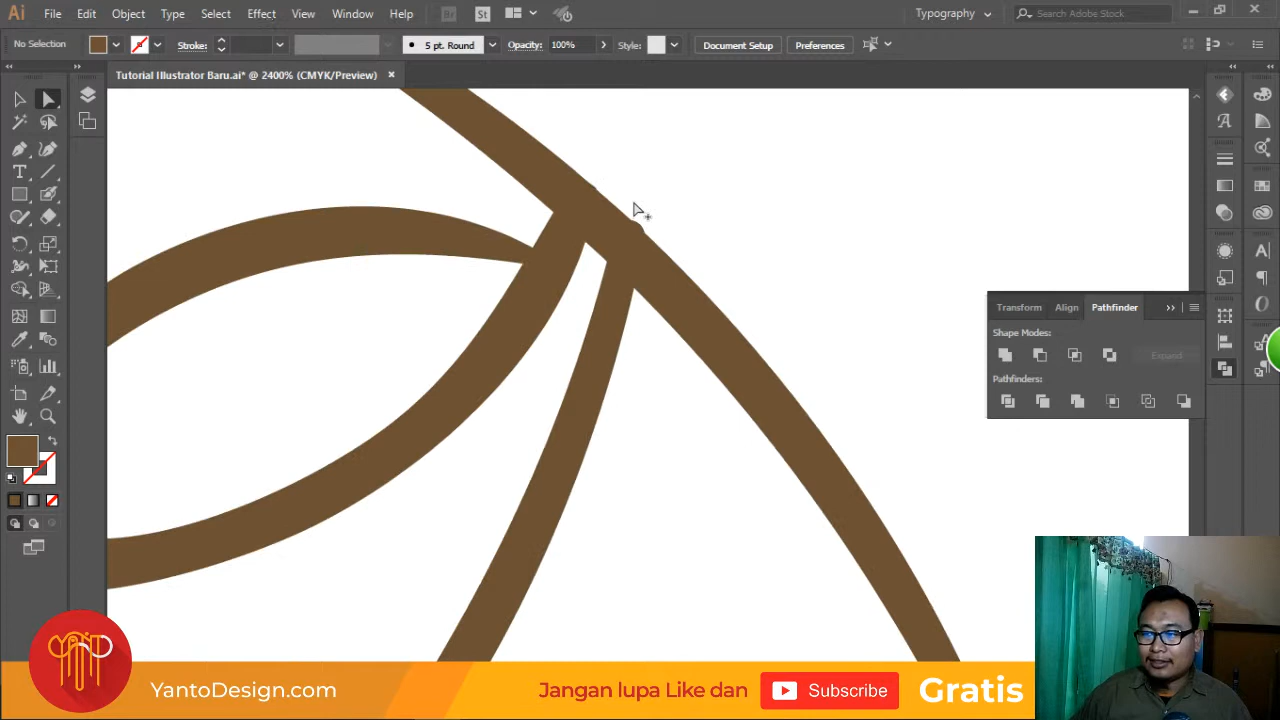 Ai File Edit Object Type Select Effect View Window Help Br St Typography Search Adobe Stock
No Selection Stroke: 5 pt. Round Opacity: 100% Style: Document Setup Preferences
Tutorial Illustrator Baru.ai* @ 2400% (CMYK/Preview) ×
Transform Align Pathfinder
Shape Modes:
Expand
Pathfinders:
YantoDesign.com
Jangan lupa Like dan
Subscribe
Gratis